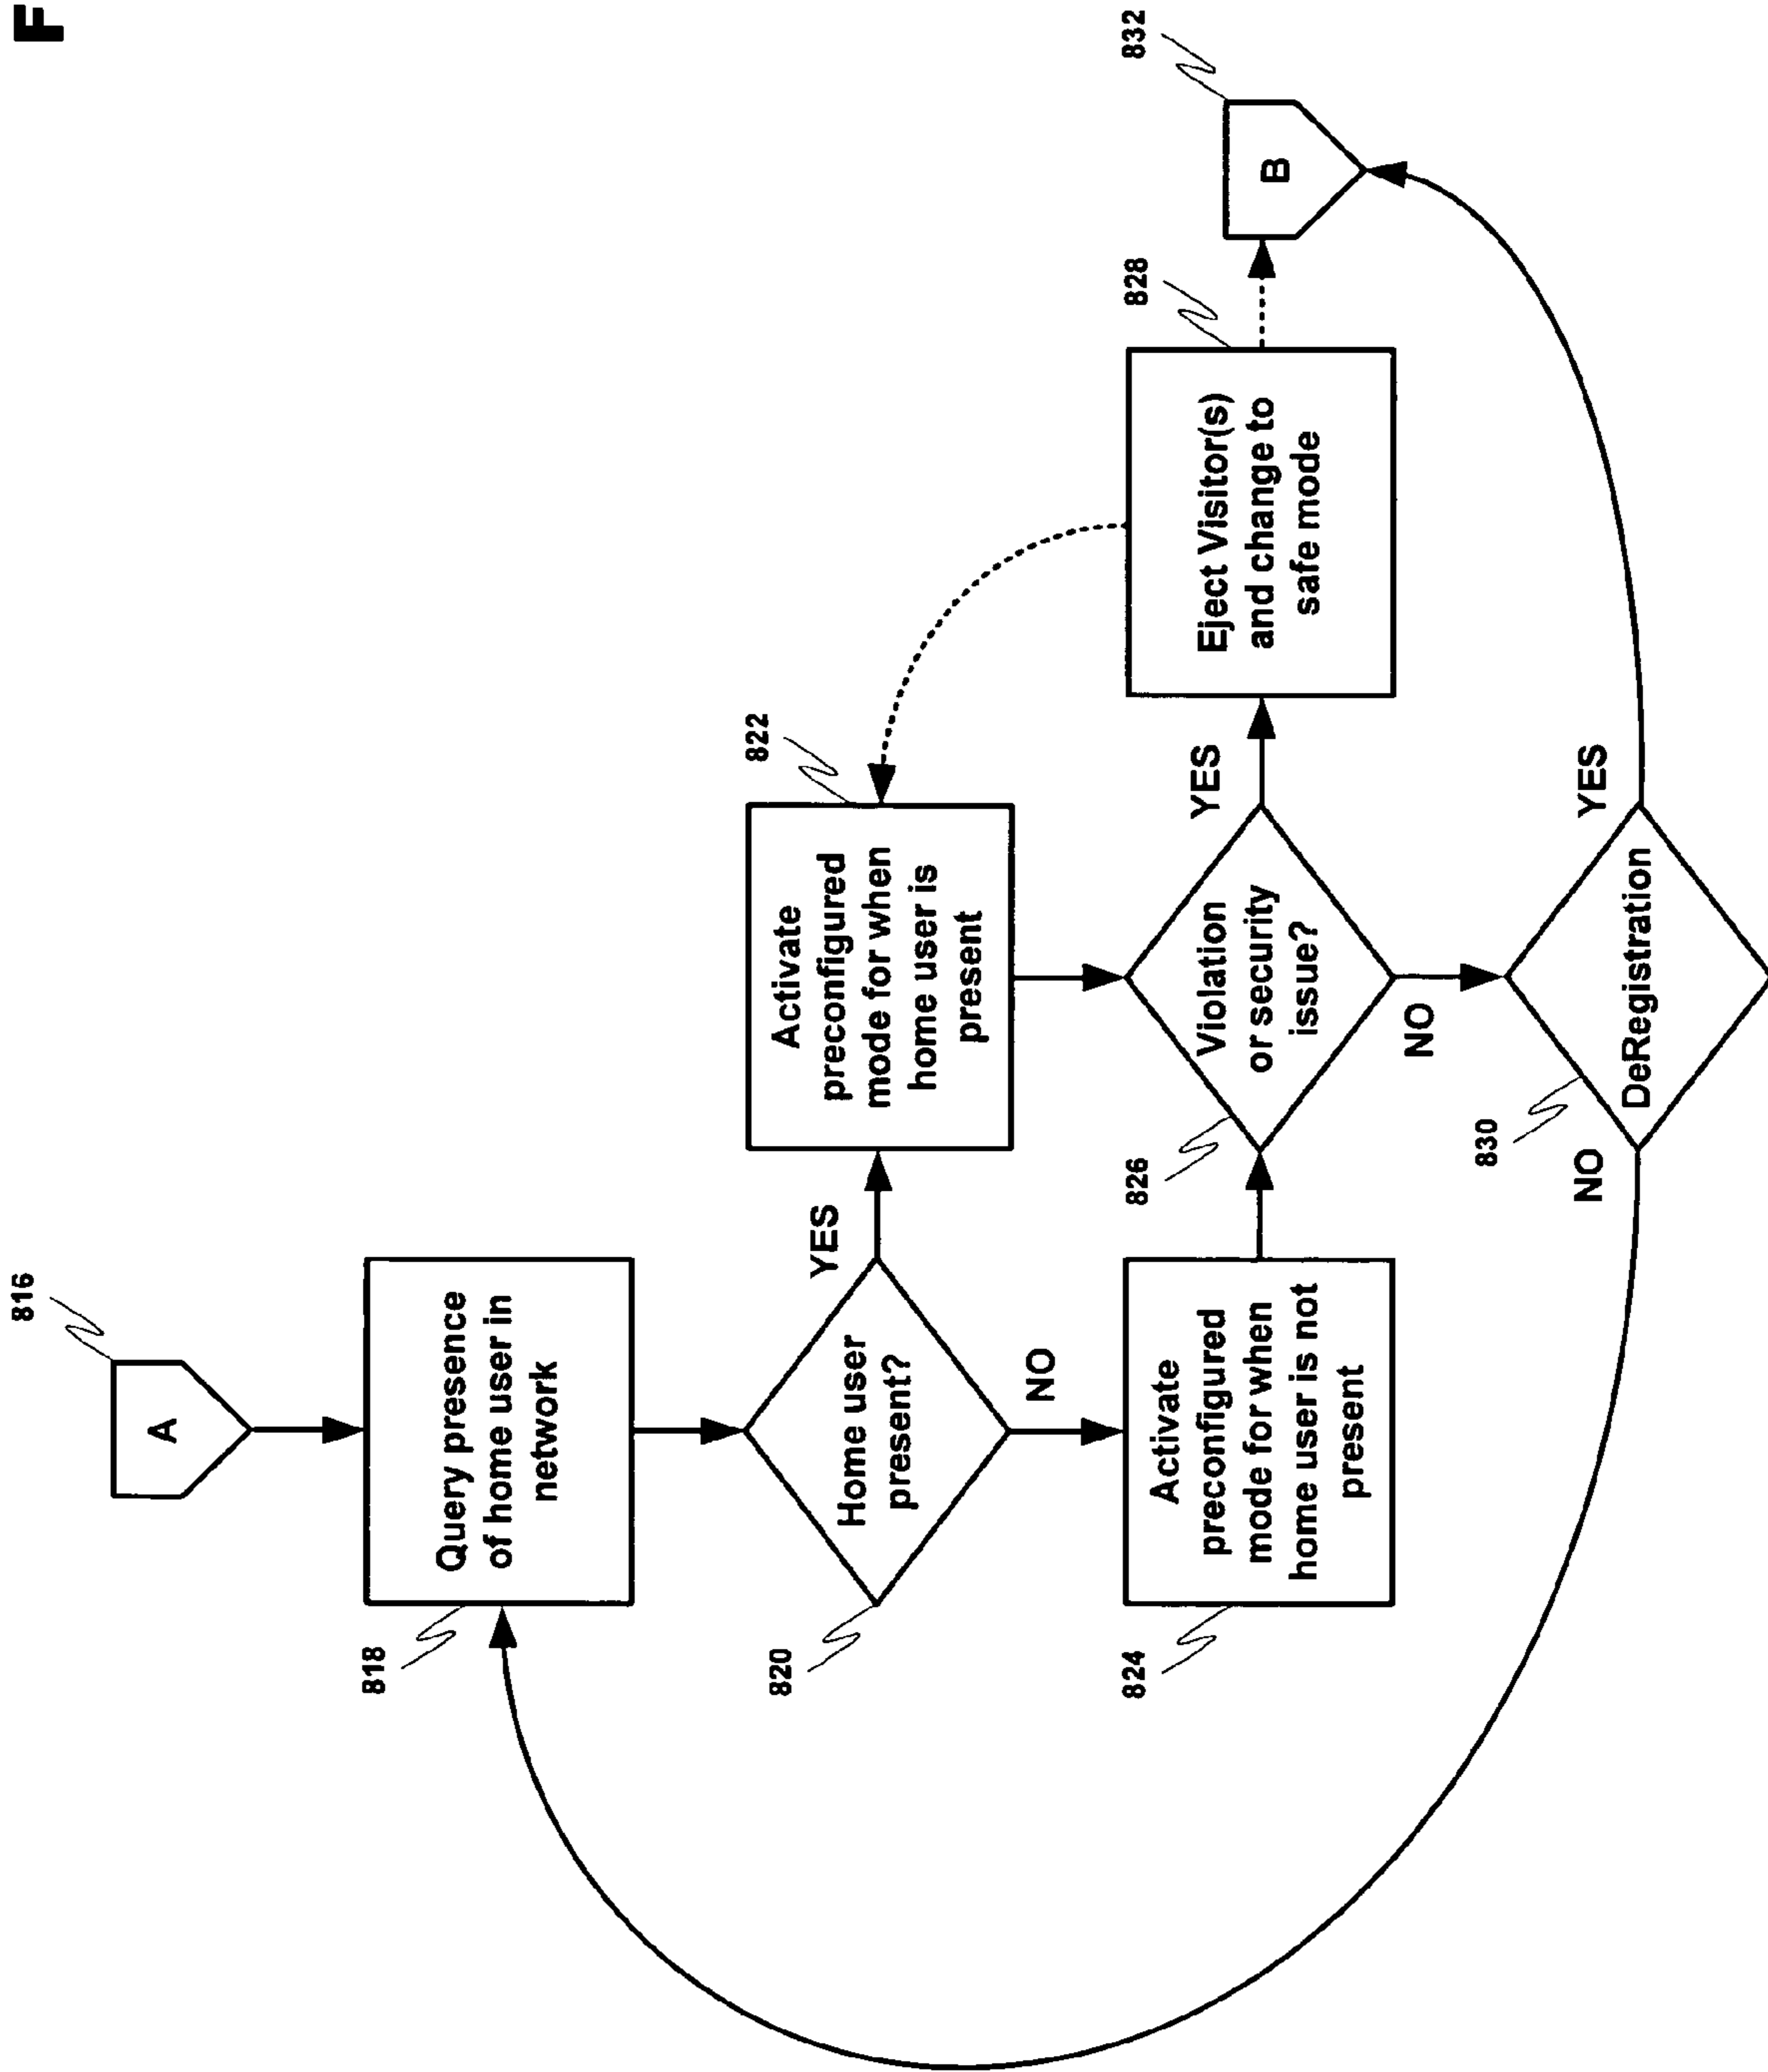 F
816
A
818
Query presence
of home user in
network
820
Home user
present?
YES
NO
822
Activate
preconfigured
mode for when
home user is
present
824
Activate
preconfigured
mode for when
home user is not
present
826
Violation
or security
issue?
YES
NO
828
Eject Visitor(s)
and change to
safe mode
830
DeRegistration
NO
YES
832
B